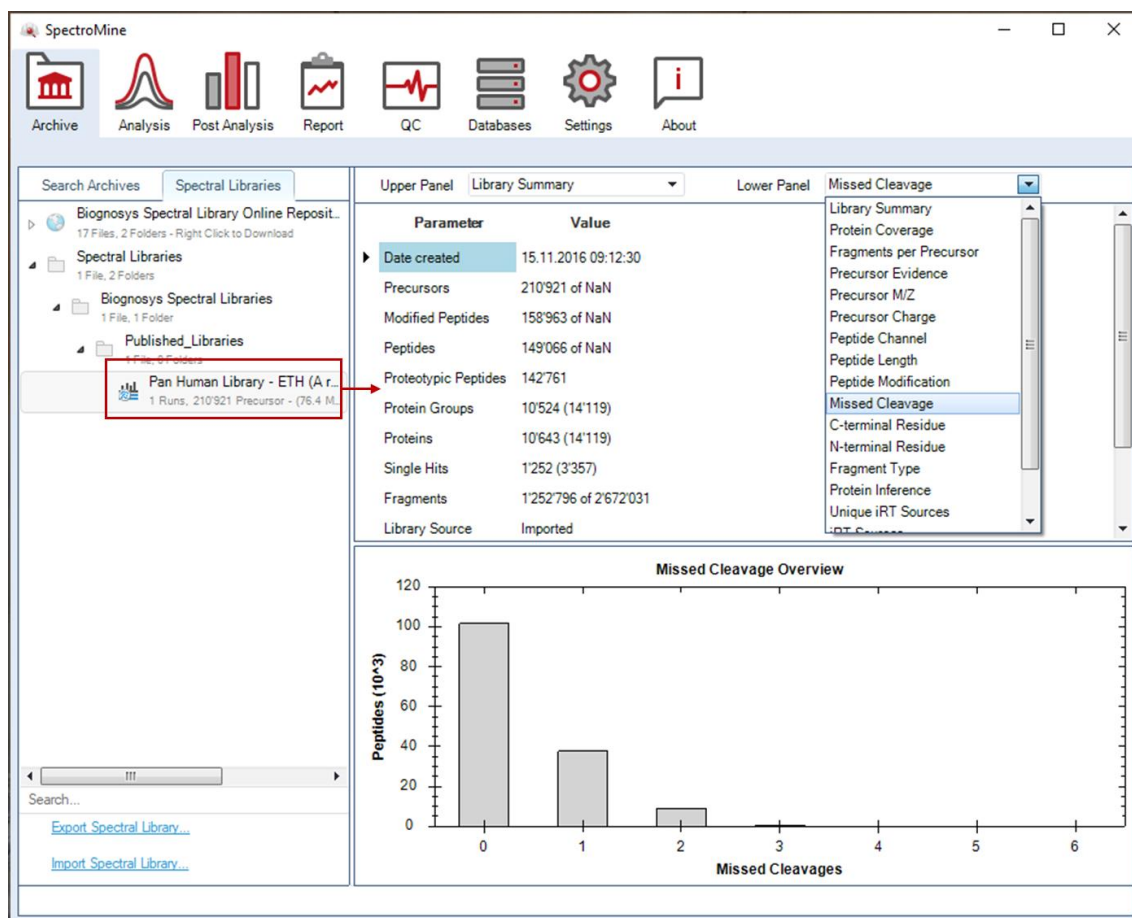 SpectroMine
Archive
Analysis
Post Analysis
Report
QC
Databases
Settings
About
Search Archives
Spectral Libraries
Biognosys Spectral Library Online Reposit...
17 Files, 2 Folders - Right Click to Download
Spectral Libraries
1 File, 2 Folders
Biognosys Spectral Libraries
1 File, 1 Folder
Published_Libraries
1 File, 0 Folders
Pan Human Library - ETH (A r...
1 Runs, 210'921 Precursor - (76.4 M...
Search...
Export Spectral Library...
Import Spectral Library...
Upper Panel Library Summary
Lower Panel Missed Cleavage
Parameter Value
Date created 15.11.2016 09:12:30
Precursors 210'921 of NaN
Modified Peptides 158'963 of NaN
Peptides 149'066 of NaN
Proteotypic Peptides 142'761
Protein Groups 10'524 (14'119)
Proteins 10'643 (14'119)
Single Hits 1'252 (3'357)
Fragments 1'252'796 of 2'672'031
Library Source Imported
Library Summary
Protein Coverage
Fragments per Precursor
Precursor Evidence
Precursor M/Z
Precursor Charge
Peptide Channel
Peptide Length
Peptide Modification
Missed Cleavage
C-terminal Residue
N-terminal Residue
Fragment Type
Protein Inference
Unique iRT Sources
iRT Sources
Missed Cleavage Overview
Peptides (10^3)
120
100
80
60
40
20
0
0 1 2 3 4 5 6
Missed Cleavages